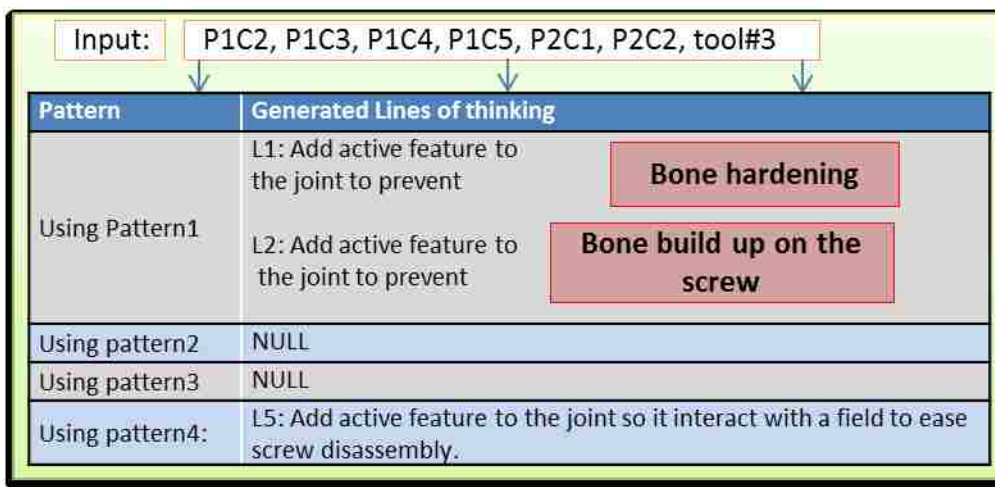 Input: P1C2, P1C3, P1C4, P1C5, P2C1, P2C2, tool#3
Pattern Generated Lines of thinking
Using Pattern1
L1: Add active feature to
the joint to prevent
Bone hardening
L2: Add active feature to
the joint to prevent
Bone build up on the
screw
Using pattern2 NULL
Using pattern3 NULL
Using pattern4:
L5: Add active feature to the joint so it interact with a field to ease
screw disassembly.